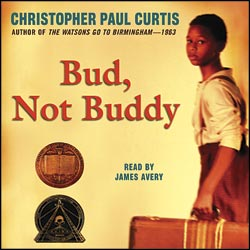 CHRISTOPHER PAUL CURTIS
AUTHOR OF THE WATSONS GO TO BIRMINGHAM—1963
Bud,
Not Buddy
READ BY
JAMES AVERY